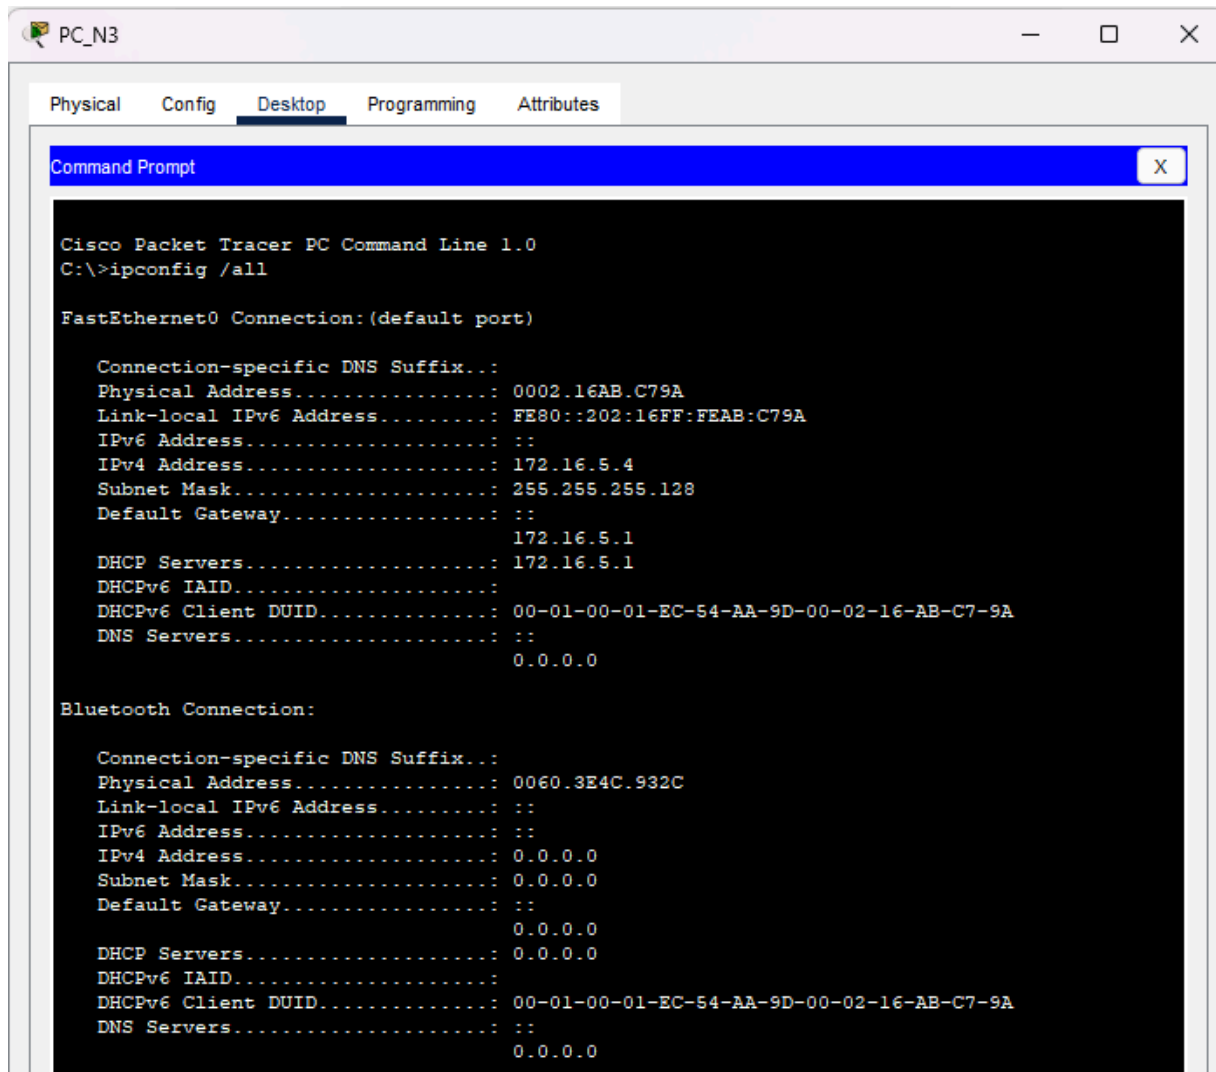 PC_N3
Physical Config Desktop Programming Attributes
Command Prompt X
Cisco Packet Tracer PC Command Line 1.0
C:\>ipconfig /all
FastEthernet0 Connection:(default port)
Connection-specific DNS Suffix..:
Physical Address................: 0002.16AB.C79A
Link-local IPv6 Address.........: FE80::202:16FF:FEAB:C79A
IPv6 Address....................: ::
IPv4 Address....................: 172.16.5.4
Subnet Mask.....................: 255.255.255.128
Default Gateway.................: ::
172.16.5.1
DHCP Servers....................: 172.16.5.1
DHCPv6 IAID.....................:
DHCPv6 Client DUID..............: 00-01-00-01-EC-54-AA-9D-00-02-16-AB-C7-9A
DNS Servers.....................: ::
0.0.0.0
Bluetooth Connection:
Connection-specific DNS Suffix..:
Physical Address................: 0060.3E4C.932C
Link-local IPv6 Address.........: ::
IPv6 Address....................: ::
IPv4 Address....................: 0.0.0.0
Subnet Mask.....................: 0.0.0.0
Default Gateway.................: ::
0.0.0.0
DHCP Servers....................: 0.0.0.0
DHCPv6 IAID.....................:
DHCPv6 Client DUID..............: 00-01-00-01-EC-54-AA-9D-00-02-16-AB-C7-9A
DNS Servers.....................: ::
0.0.0.0